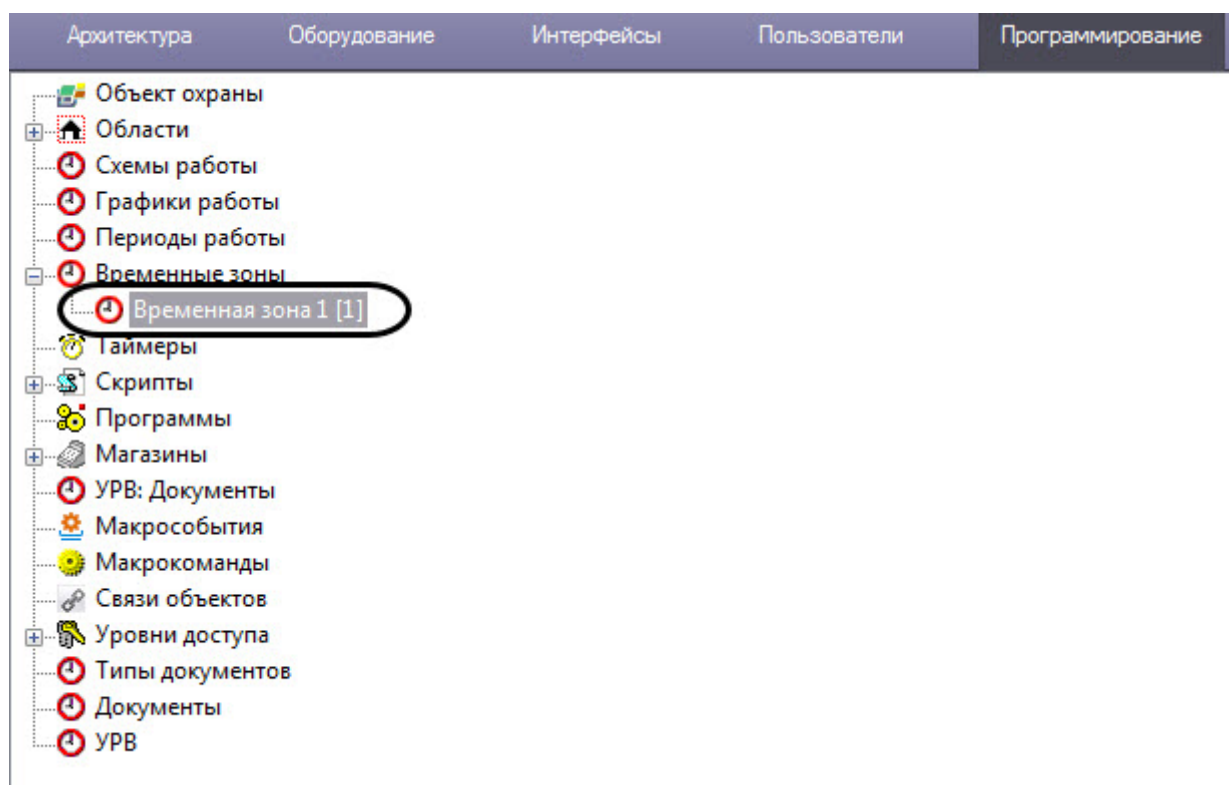 Архитектура Оборудование Интерфейсы Пользователи Программирование
Объект охраны
Области
Схемы работы
Графики работы
Периоды работы
Временные зоны
Временная зона 1 [1]
Таймеры
Скрипты
Программы
Магазины
УРВ: Документы
Макрособытия
Макрокоманды
Связи объектов
Уровни доступа
Типы документов
Документы
УРВ